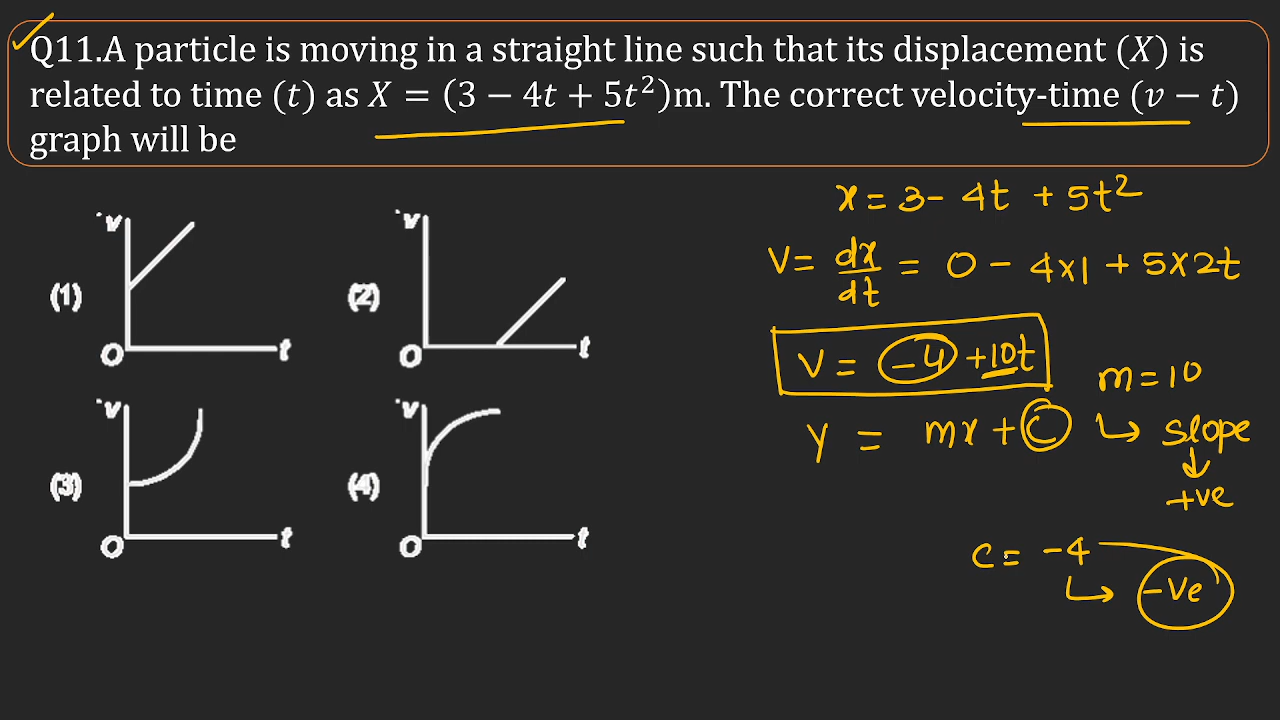 Q11.A particle is moving in a straight line such that its displacement (X) is
related to time (t) as X = (3 − 4t + 5t²)m. The correct velocity-time (v − t)
graph will be
(1)
v
O
t
(2)
v
O
t
(3)
v
O
t
(4)
v
O
t
x = 3 - 4t + 5t²
V = dx/dt = 0 - 4×1 + 5×2t
V = -4 + 10t
y = mx + C
m = 10
↳ slope
↓
+ve
c = -4
↳ -ve